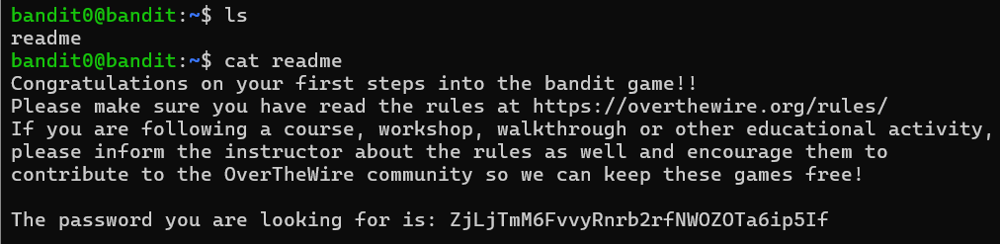 bandit0@bandit:~$ ls
readme
bandit0@bandit:~$ cat readme
Congratulations on your first steps into the bandit game!!
Please make sure you have read the rules at https://overthewire.org/rules/
If you are following a course, workshop, walkthrough or other educational activity,
please inform the instructor about the rules as well and encourage them to
contribute to the OverTheWire community so we can keep these games free!

The password you are looking for is: ZjLjTmM6FvvyRnrb2rfNWOZOTa6ip5If